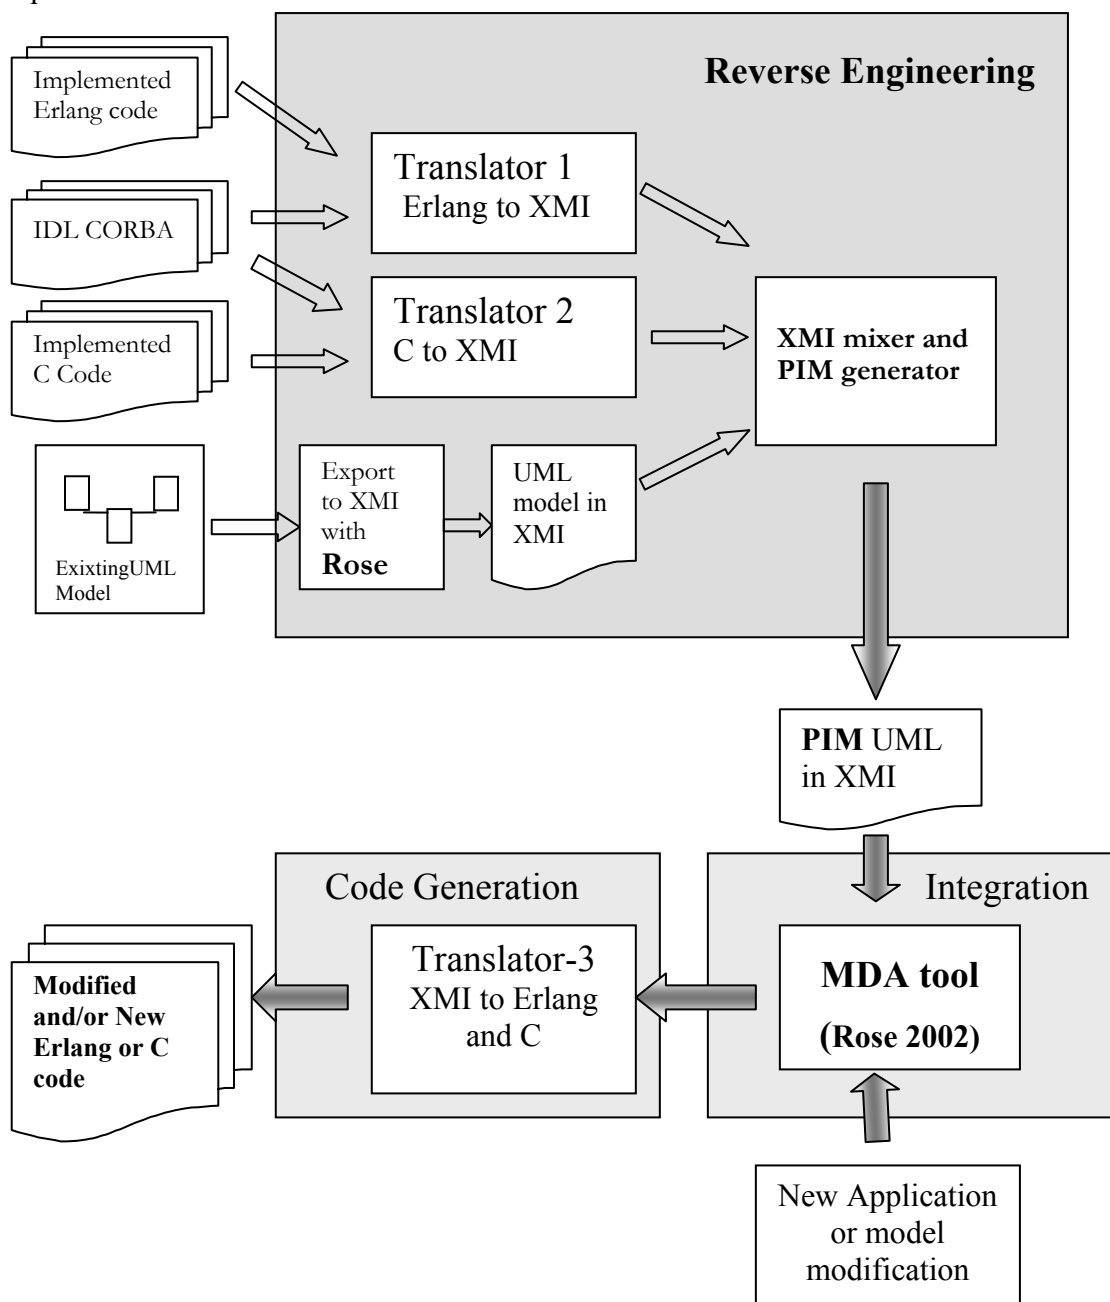 Reverse Engineering
Implemented
Erlang code
Translator 1
Erlang to XMI
IDL CORBA
Translator 2
C to XMI
Implemented
C Code
XMI mixer and
PIM generator
Export
to XMI
with
Rose
UML
model in
XMI
ExixtingUML
Model
PIM UML
in XMI
Code Generation
Integration
Translator-3
XMI to Erlang
and C
MDA tool
(Rose 2002)
Modified
and/or New
Erlang or C
code
New Application
or model
modification